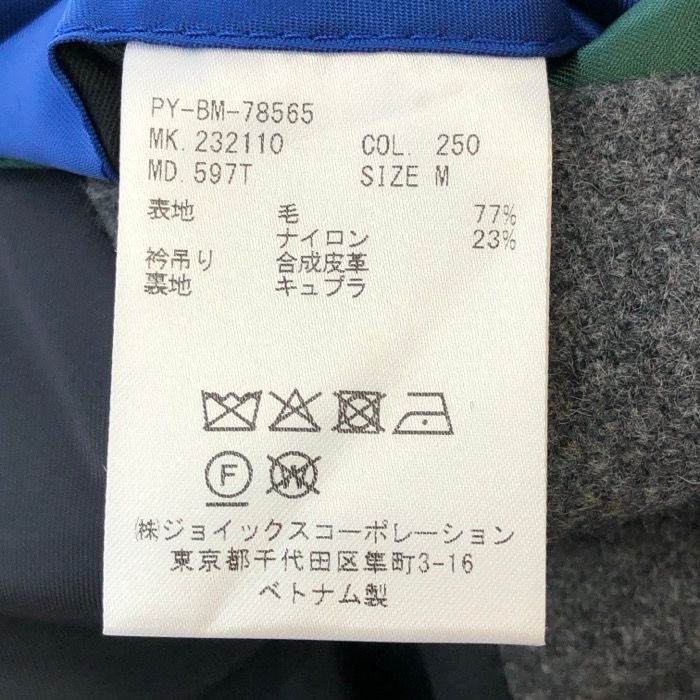 PY-BM-78565
MK.232110 COL. 250
MD.597T SIZE M
表地 毛 77%
ナイロン 23%
衿吊り 合成皮革
裏地 キュプラ
F
W
㈱ジョイックスコーポレーション
東京都千代田区隼町3-16
ベトナム製